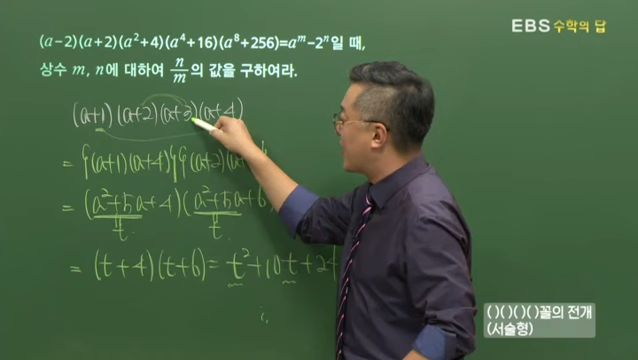 EBS 수학의 답
(a−2)(a+2)(a²+4)(a⁴+16)(a⁸+256)=aᵐ−2ⁿ일 때,
상수 m, n에 대하여 n/m의 값을 구하여라.
(a+1)(a+2)(a+3)(a+4)
= {(a+1)(a+4)}{(a+2)(a
= (a²+5a+4)(a²+5a+6)
t t
= (t+4)(t+6)= t²+10t+24
( )( )( )( )꼴의 전개
(서술형)